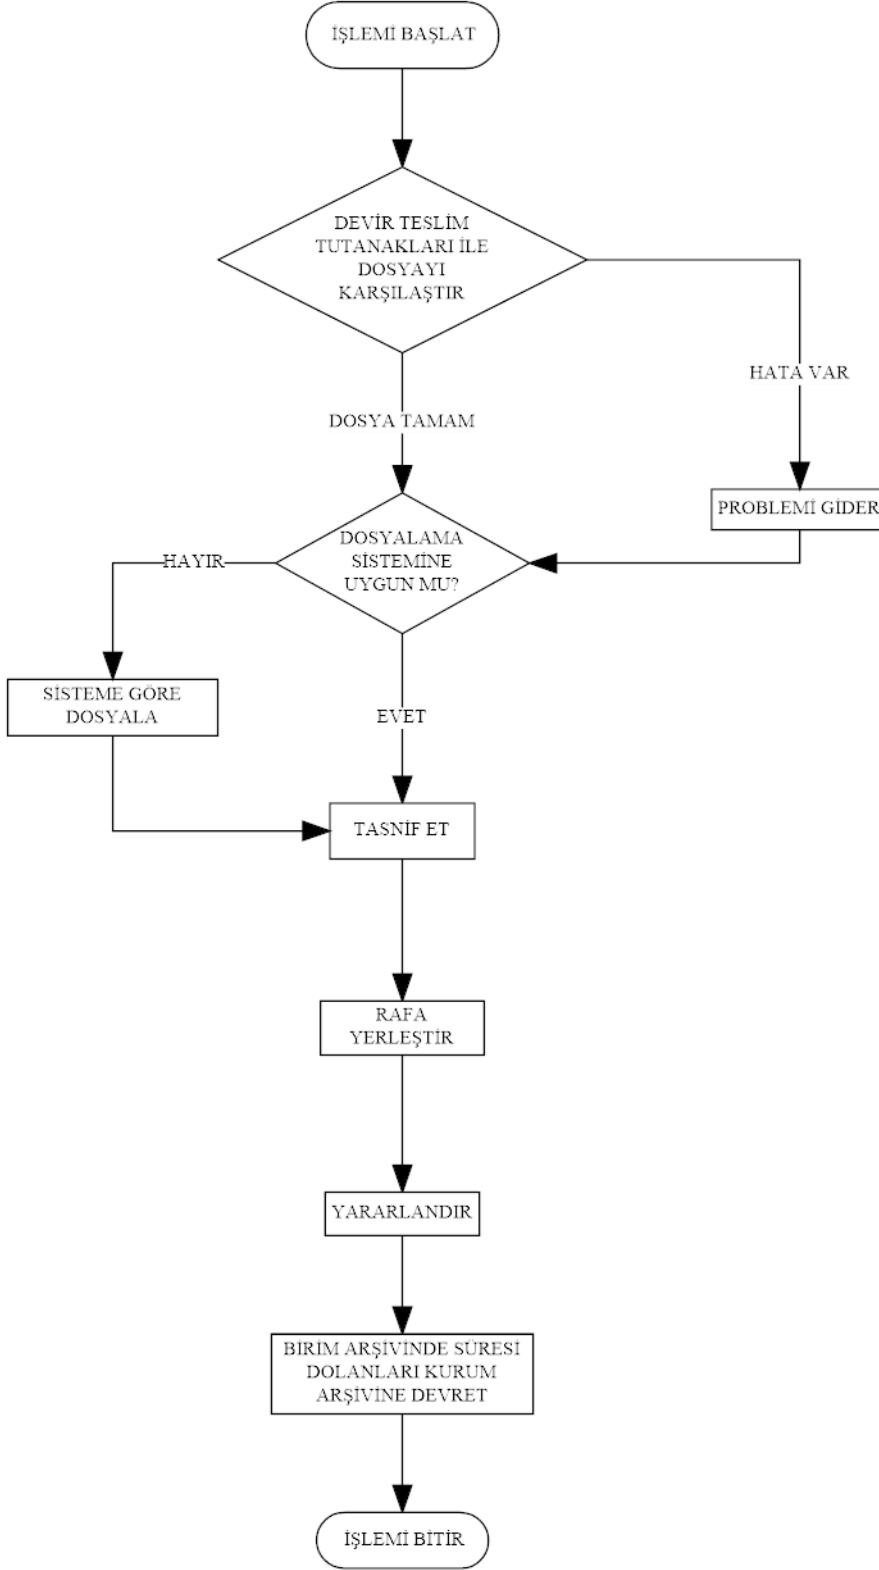 İŞLEMİ BAŞLAT
DEVİR TESLİM
TUTANAKLARI İLE
DOSYAYI
KARŞILAŞTIR
HATA VAR
DOSYA TAMAM
PROBLEMİ GİDER
DOSYALAMA
SİSTEMİNE
UYGUN MU?
HAYIR
SİSTEME GÖRE
DOSYALA
EVET
TASNİF ET
RAFA
YERLEŞTİR
YARARLANDIR
BİRİM ARŞİVİNDE SÜRESİ
DOLANLARI KURUM
ARŞİVİNE DEVRET
İŞLEMİ BİTİR